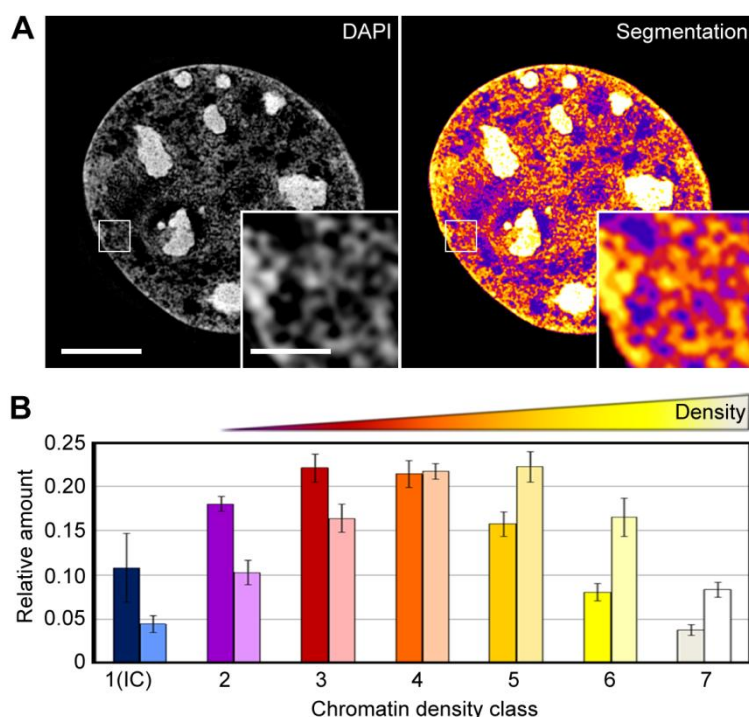 A
DAPI
Segmentation
B
Density
0.25
0.20
0.15
0.10
0.05
0
Relative amount
1(IC) 2 3 4 5 6 7
Chromatin density class